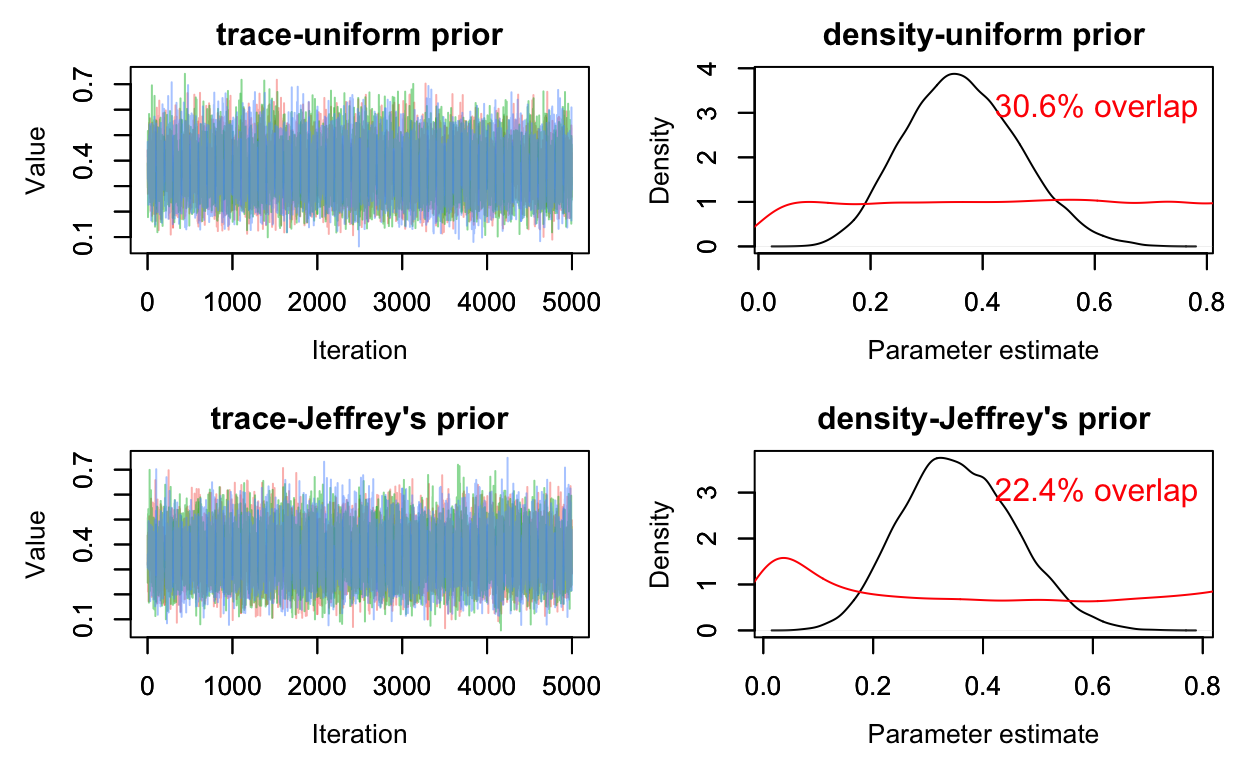 trace-uniform prior
Value
0.1 0.4 0.7
0 1000 2000 3000 4000 5000
Iteration
density-uniform prior
30.6% overlap
Density
0 1 2 3 4
0.0 0.2 0.4 0.6 0.8
Parameter estimate
trace-Jeffrey's prior
Value
0.1 0.4 0.7
0 1000 2000 3000 4000 5000
Iteration
density-Jeffrey's prior
22.4% overlap
Density
0 1 2 3
0.0 0.2 0.4 0.6 0.8
Parameter estimate